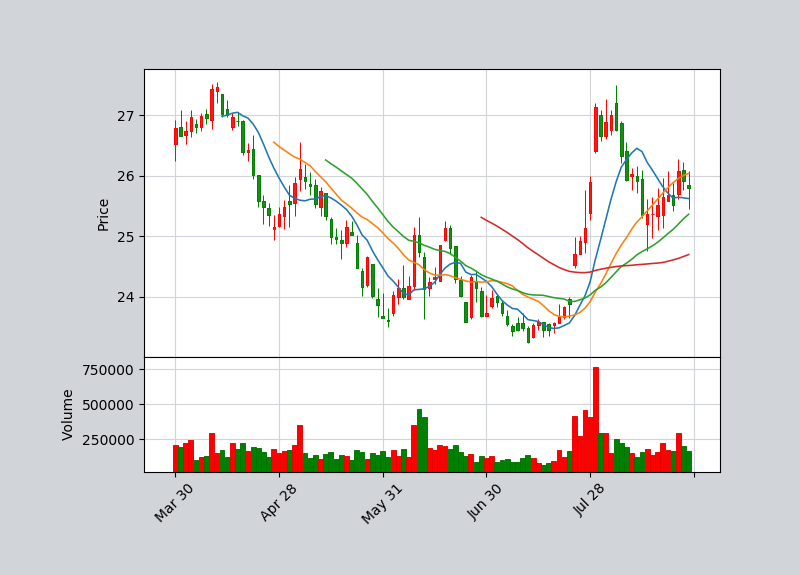 Price
27
26
25
24
Volume
750000
500000
250000
Mar 30
Apr 28
May 31
Jun 30
Jul 28